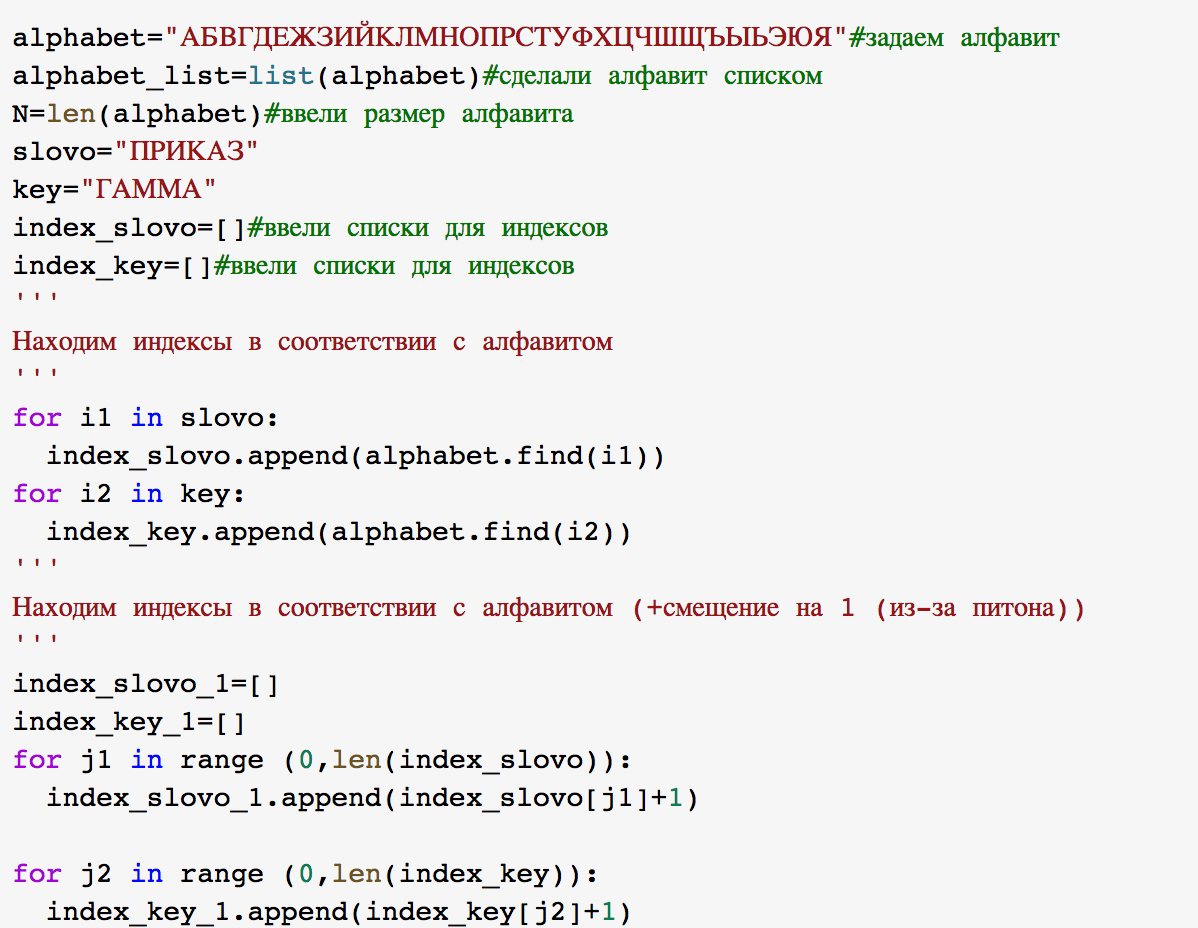 alphabet="АБВГДЕЖЗИЙКЛМНОПРСТУФХЦЧШЩЪЫЬЭЮЯ"#задаем алфавит
alphabet_list=list(alphabet)#сделали алфавит списком
N=len(alphabet)#ввели размер алфавита
slovo="ПРИКАЗ"
key="ГАММА"
index_slovo=[]#ввели списки для индексов
index_key=[]#ввели списки для индексов
'''
Находим индексы в соответствии с алфавитом
'''
for i1 in slovo:
  index_slovo.append(alphabet.find(i1))
for i2 in key:
  index_key.append(alphabet.find(i2))
'''
Находим индексы в соответствии с алфавитом (+смещение на 1 (из-за питона))
'''
index_slovo_1=[]
index_key_1=[]
for j1 in range (0,len(index_slovo)):
  index_slovo_1.append(index_slovo[j1]+1)

for j2 in range (0,len(index_key)):
  index_key_1.append(index_key[j2]+1)